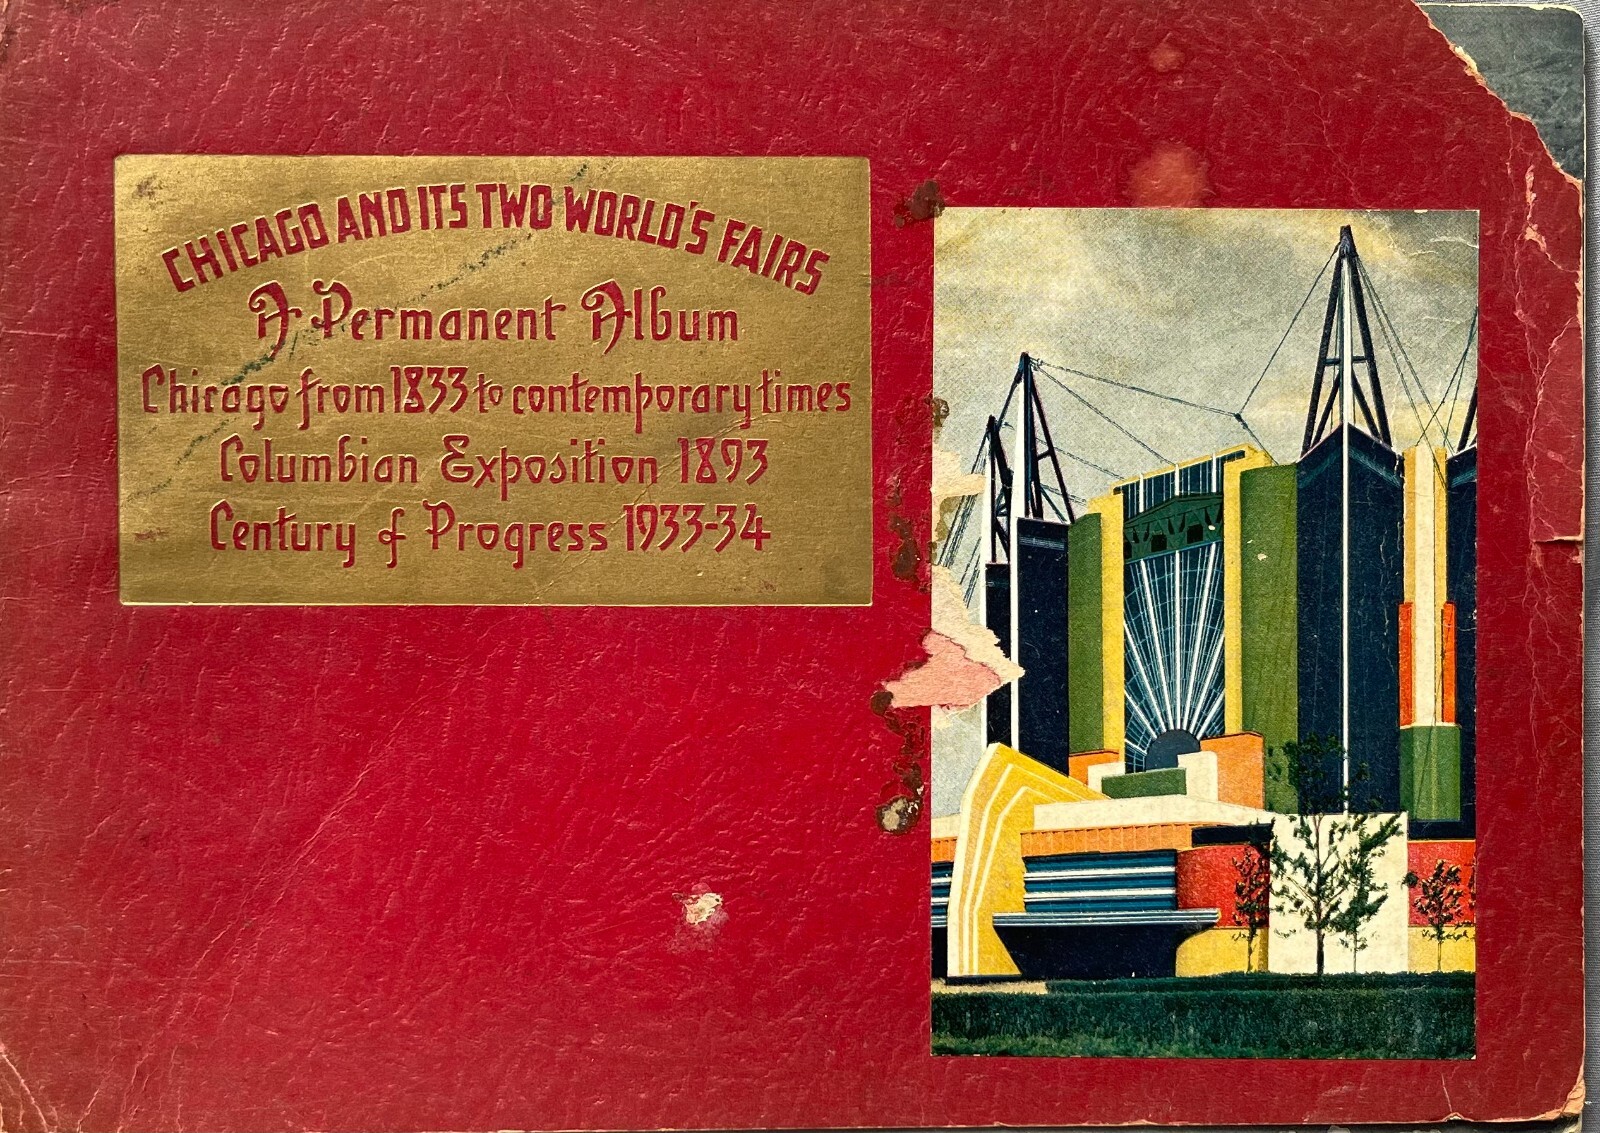 CHICAGO AND ITS TWO WORLD'S FAIRS
A Permanent Album
Chicago from 1833 to contemporary times
Columbian Exposition 1893
Century of Progress 1933-34